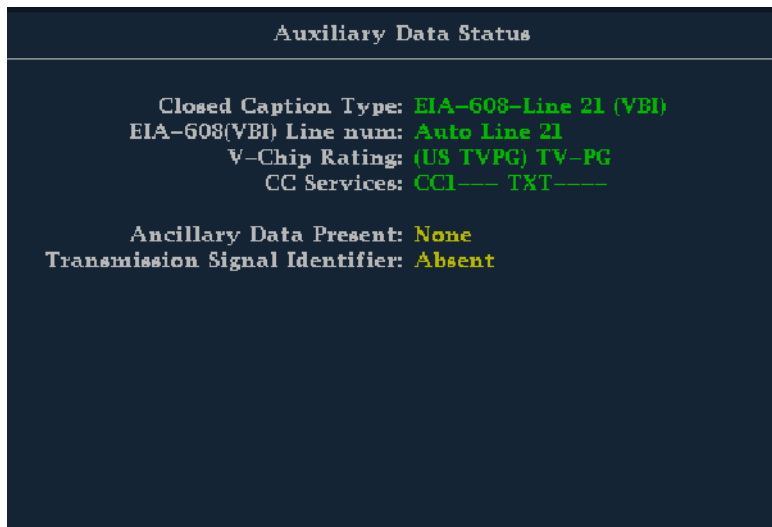 Auxiliary Data Status
Closed Caption Type: EIA–608–Line 21 (VBI)
EIA–608(VBI) Line num: Auto Line 21
V–Chip Rating: (US TVPG) TV–PG
CC Services: CC1––– TXT––––
Ancillary Data Present: None
Transmission Signal Identifier: Absent